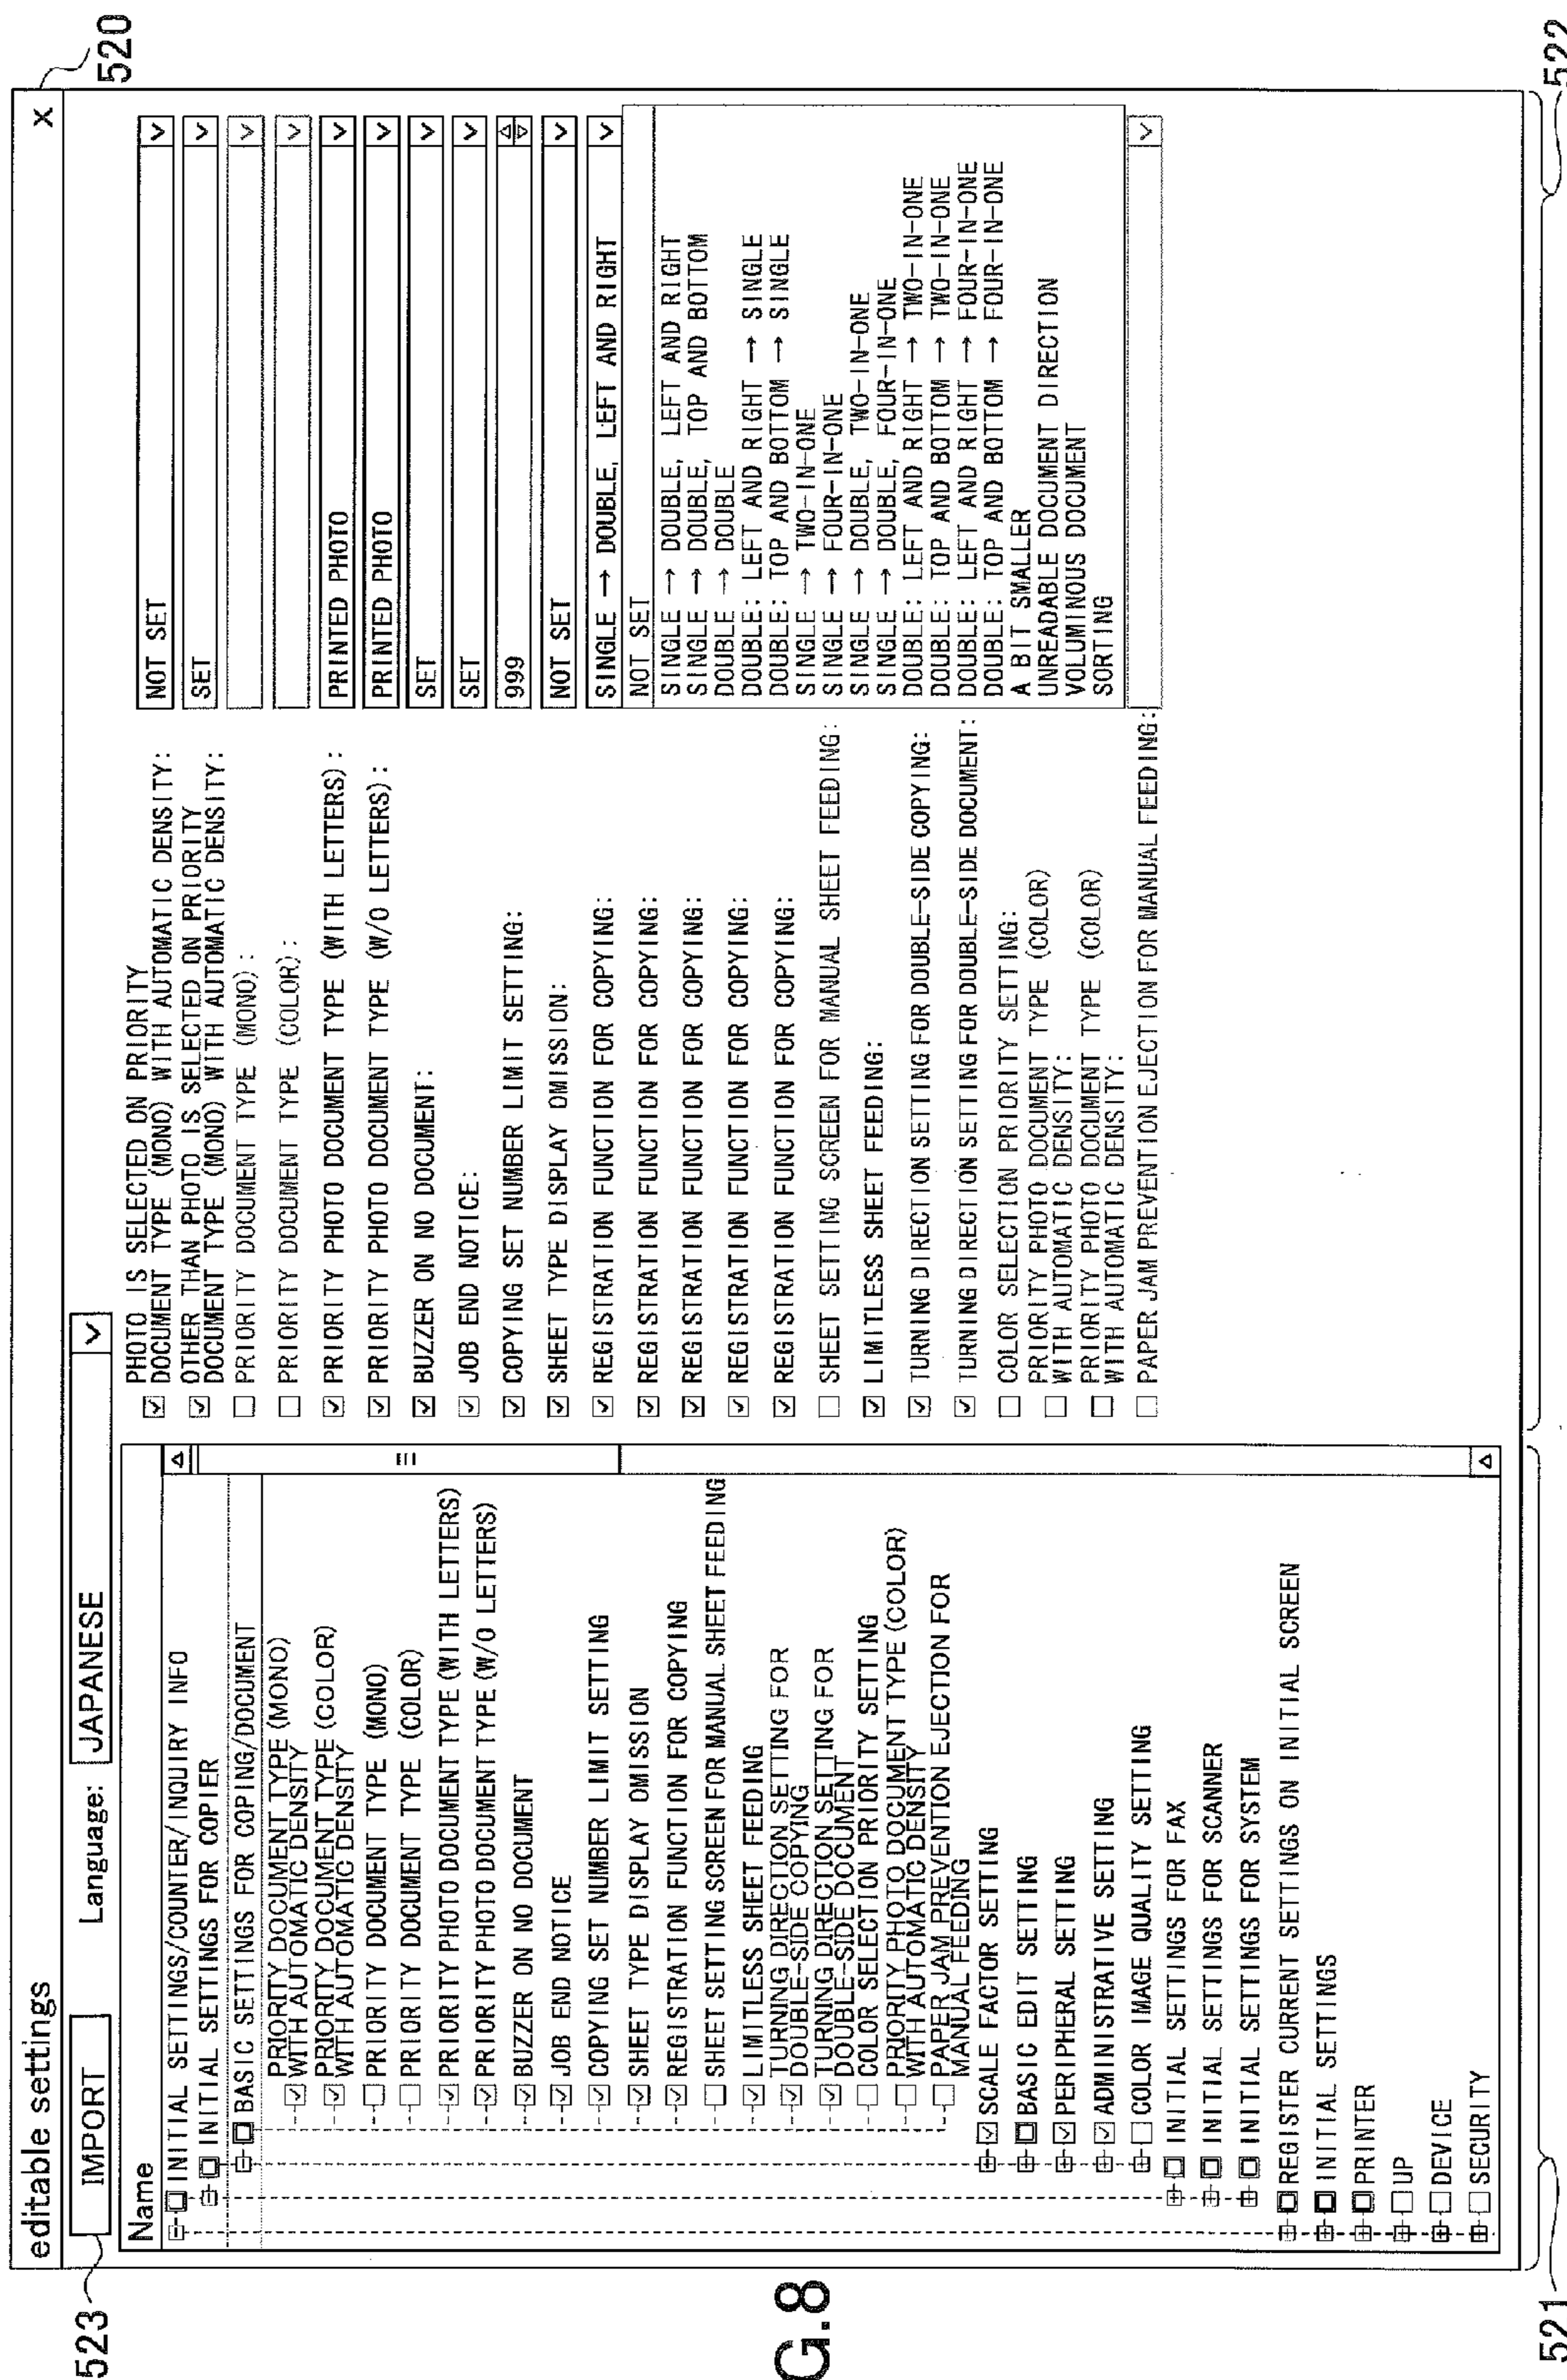 G.8
editable settings
X
520
523
IMPORT
Language:
JAPANESE
Name
INITIAL SETTINGS/COUNTER/INQUIRY INFO
INITIAL SETTINGS FOR COPIER
BASIC SETTINGS FOR COPING/DOCUMENT
PRIORITY DOCUMENT TYPE (MONO)
WITH AUTOMATIC DENSITY
PRIORITY DOCUMENT TYPE (COLOR)
WITH AUTOMATIC DENSITY
PRIORITY DOCUMENT TYPE (MONO)
PRIORITY DOCUMENT TYPE (COLOR)
PRIORITY PHOTO DOCUMENT TYPE (WITH LETTERS)
PRIORITY PHOTO DOCUMENT TYPE (W/O LETTERS)
BUZZER ON NO DOCUMENT
JOB END NOTICE
COPYING SET NUMBER LIMIT SETTING
SHEET TYPE DISPLAY OMISSION
REGISTRATION FUNCTION FOR COPYING
SHEET SETTING SCREEN FOR MANUAL SHEET FEEDING
LIMITLESS SHEET FEEDING
TURNING DIRECTION SETTING FOR
DOUBLE-SIDE COPYING
TURNING DIRECTION SETTING FOR
DOUBLE-SIDE DOCUMENT
COLOR SELECTION PRIORITY SETTING
PRIORITY PHOTO DOCUMENT TYPE (COLOR)
WITH AUTOMATIC DENSITY
PAPER JAM PREVENTION EJECTION FOR
MANUAL FEEDING
SCALE FACTOR SETTING
BASIC EDIT SETTING
PERIPHERAL SETTING
ADMINISTRATIVE SETTING
COLOR IMAGE QUALITY SETTING
INITIAL SETTINGS FOR FAX
INITIAL SETTINGS FOR SCANNER
INITIAL SETTINGS FOR SYSTEM
REGISTER CURRENT SETTINGS ON INITIAL SCREEN
INITIAL SETTINGS
PRINTER
UP
DEVICE
SECURITY
521
PHOTO IS SELECTED ON PRIORITY
DOCUMENT TYPE (MONO) WITH AUTOMATIC DENSITY:
NOT SET
OTHER THAN PHOTO IS SELECTED ON PRIORITY
DOCUMENT TYPE (MONO) WITH AUTOMATIC DENSITY:
SET
PRIORITY DOCUMENT TYPE (MONO):
PRIORITY DOCUMENT TYPE (COLOR):
PRIORITY PHOTO DOCUMENT TYPE (WITH LETTERS):
PRINTED PHOTO
PRIORITY PHOTO DOCUMENT TYPE (W/O LETTERS):
PRINTED PHOTO
BUZZER ON NO DOCUMENT:
SET
JOB END NOTICE:
SET
COPYING SET NUMBER LIMIT SETTING:
999
SHEET TYPE DISPLAY OMISSION:
NOT SET
REGISTRATION FUNCTION FOR COPYING:
SINGLE → DOUBLE, LEFT AND RIGHT
REGISTRATION FUNCTION FOR COPYING:
REGISTRATION FUNCTION FOR COPYING:
REGISTRATION FUNCTION FOR COPYING:
REGISTRATION FUNCTION FOR COPYING:
SHEET SETTING SCREEN FOR MANUAL SHEET FEEDING:
LIMITLESS SHEET FEEDING:
TURNING DIRECTION SETTING FOR DOUBLE-SIDE COPYING:
TURNING DIRECTION SETTING FOR DOUBLE-SIDE DOCUMENT:
COLOR SELECTION PRIORITY SETTING:
PRIORITY PHOTO DOCUMENT TYPE (COLOR)
WITH AUTOMATIC DENSITY:
PRIORITY PHOTO DOCUMENT TYPE (COLOR)
WITH AUTOMATIC DENSITY:
PAPER JAM PREVENTION EJECTION FOR MANUAL FEEDING:
NOT SET
SINGLE → DOUBLE, LEFT AND RIGHT
SINGLE → DOUBLE, TOP AND BOTTOM
DOUBLE → DOUBLE
DOUBLE: LEFT AND RIGHT → SINGLE
DOUBLE: TOP AND BOTTOM → SINGLE
SINGLE → TWO-IN-ONE
SINGLE → FOUR-IN-ONE
SINGLE → DOUBLE, TWO-IN-ONE
SINGLE → DOUBLE, FOUR-IN-ONE
DOUBLE: LEFT AND RIGHT → TWO-IN-ONE
DOUBLE: TOP AND BOTTOM → TWO-IN-ONE
DOUBLE: LEFT AND RIGHT → FOUR-IN-ONE
DOUBLE: TOP AND BOTTOM → FOUR-IN-ONE
A BIT SMALLER
UNREADABLE DOCUMENT DIRECTION
VOLUMINOUS DOCUMENT
SORTING
522